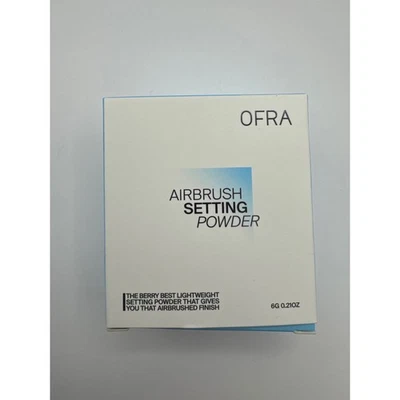 OFRA
AIRBRUSH
SETTING
POWDER
THE BERRY BEST LIGHTWEIGHT
SETTING POWDER THAT GIVES
YOU THAT AIRBRUSHED FINISH
6G 0.21OZ